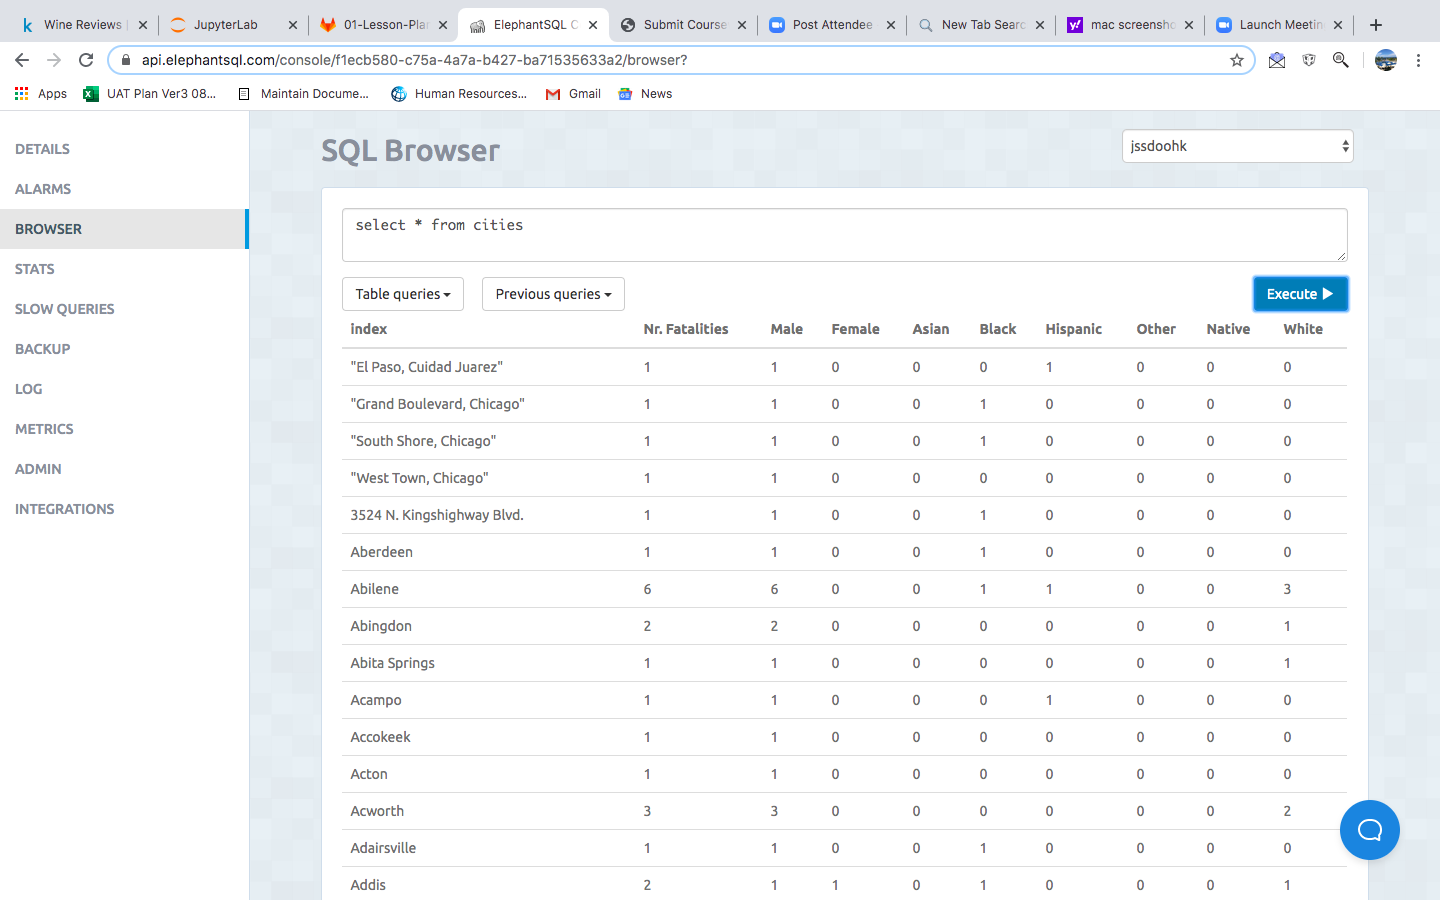 Wine Reviews
JupyterLab
01-Lesson-Plan
ElephantSQL C
Submit Course
Post Attendee
New Tab Searc
mac screensho
Launch Meetin
api.elephantsql.com/console/f1ecb580-c75a-4a7a-b427-ba71535633a2/browser?
Apps
UAT Plan Ver3 08...
Maintain Docume...
Human Resources...
Gmail
News
DETAILS
ALARMS
BROWSER
STATS
SLOW QUERIES
BACKUP
LOG
METRICS
ADMIN
INTEGRATIONS
SQL Browser
jssdoohk
select * from cities
Table queries
Previous queries
Execute
index Nr. Fatalities Male Female Asian Black Hispanic Other Native White
"El Paso, Cuidad Juarez" 1 1 0 0 0 1 0 0 0
"Grand Boulevard, Chicago" 1 1 0 0 1 0 0 0 0
"South Shore, Chicago" 1 1 0 0 1 0 0 0 0
"West Town, Chicago" 1 1 0 0 0 0 0 0 0
3524 N. Kingshighway Blvd. 1 1 0 0 1 0 0 0 0
Aberdeen 1 1 0 0 1 0 0 0 0
Abilene 6 6 0 0 1 1 0 0 3
Abingdon 2 2 0 0 0 0 0 0 1
Abita Springs 1 1 0 0 0 0 0 0 1
Acampo 1 1 0 0 0 1 0 0 0
Accokeek 1 1 0 0 0 0 0 0 0
Acton 1 1 0 0 0 0 0 0 0
Acworth 3 3 0 0 0 0 0 0 2
Adairsville 1 1 0 0 1 0 0 0 0
Addis 2 1 1 0 1 0 0 0 1